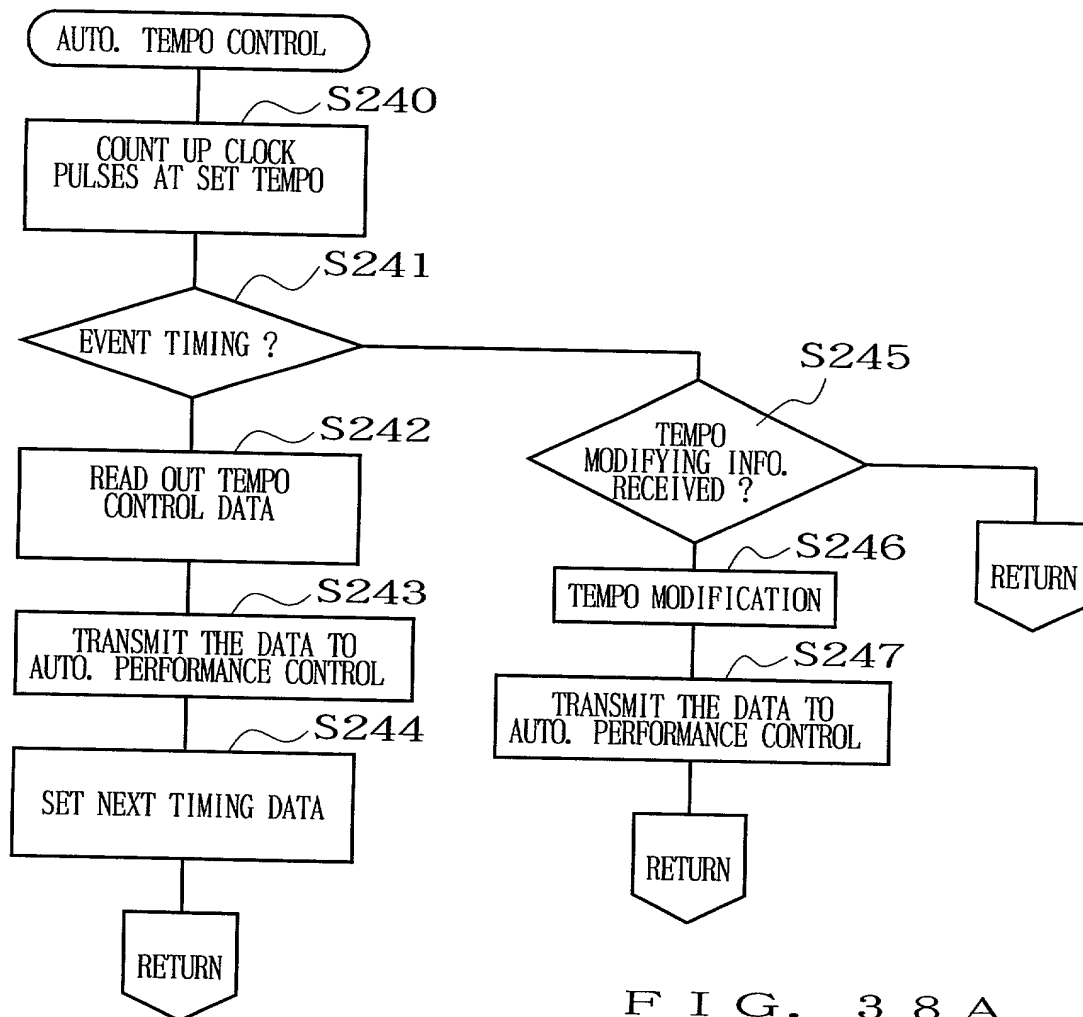 AUTO. TEMPO CONTROL
S240
COUNT UP CLOCK
PULSES AT SET TEMPO
S241
EVENT TIMING ?
S242
READ OUT TEMPO
CONTROL DATA
S243
TRANSMIT THE DATA TO
AUTO. PERFORMANCE CONTROL
S244
SET NEXT TIMING DATA
RETURN
S245
TEMPO
MODIFYING INFO.
RECEIVED ?
RETURN
S246
TEMPO MODIFICATION
S247
TRANSMIT THE DATA TO
AUTO. PERFORMANCE CONTROL
RETURN
FIG. 38A